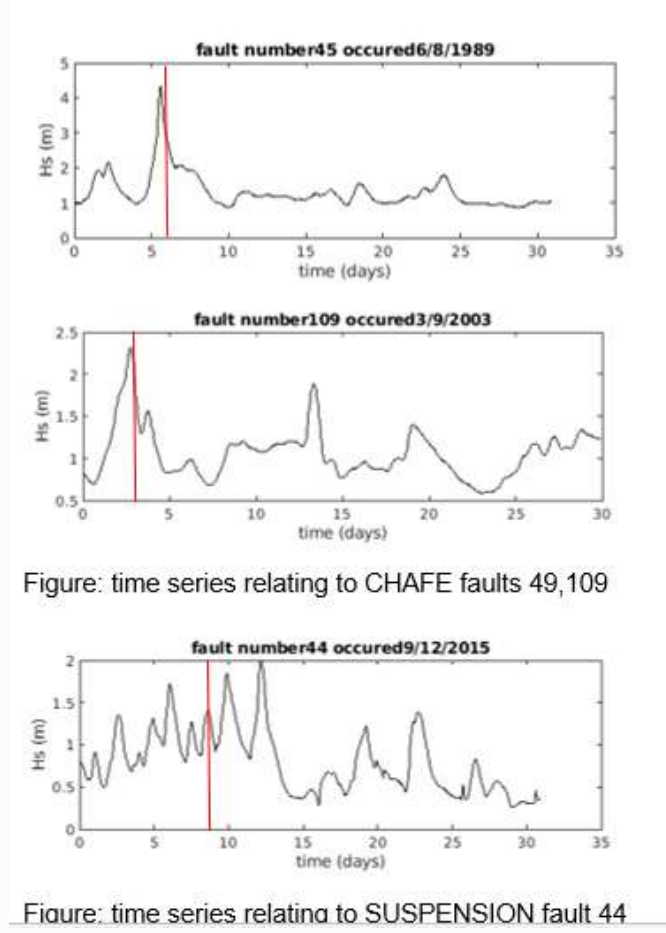 fault number45 occured6/8/1989
5
4
3
2
1
0
Hs (m)
0 5 10 15 20 25 30 35
time (days)
fault number109 occured3/9/2003
2.5
2
1.5
1
0.5
Hs (m)
0 5 10 15 20 25 30
time (days)
Figure: time series relating to CHAFE faults 49,109
fault number44 occured9/12/2015
2
1.5
1
0.5
0
Hs (m)
0 5 10 15 20 25 30 35
time (days)
Figure: time series relating to SUSPENSION fault 44